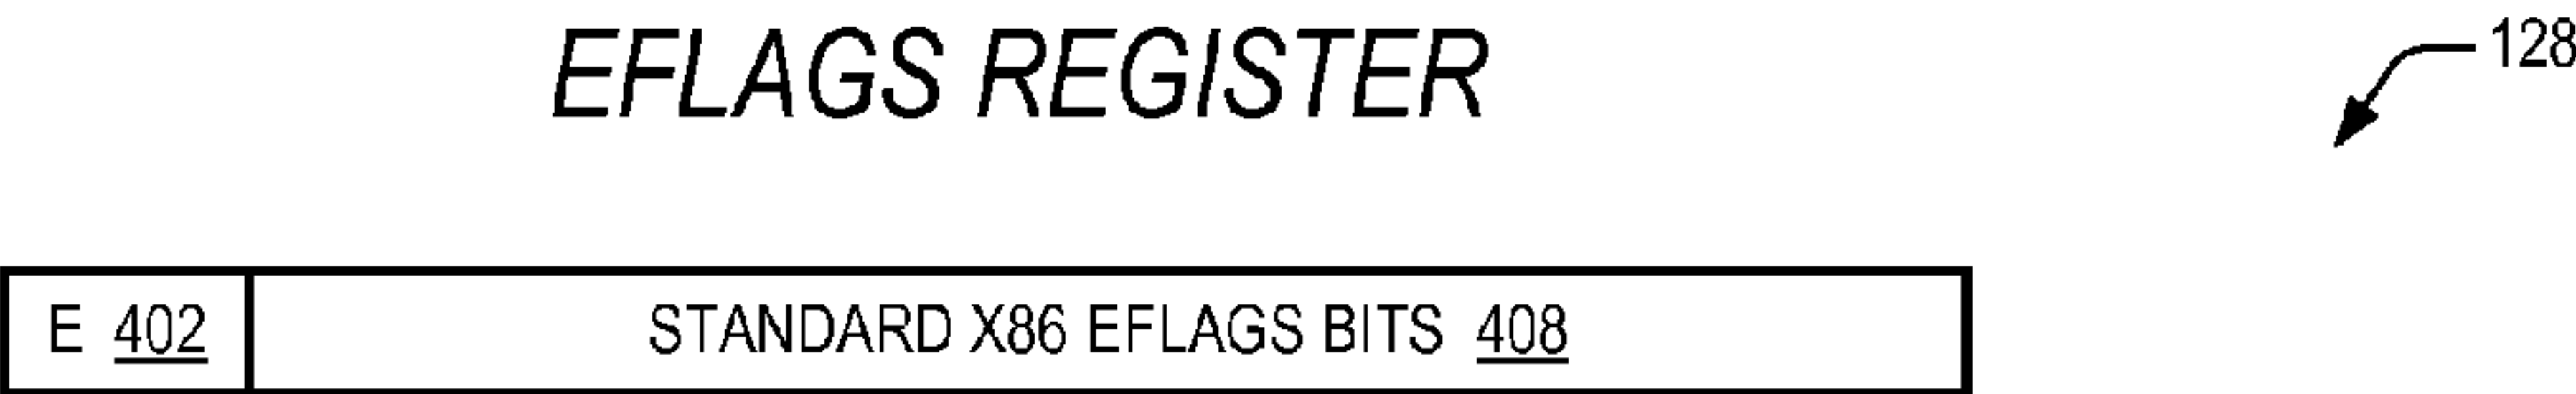 EFLAGS REGISTER
128
E 402
STANDARD X86 EFLAGS BITS 408